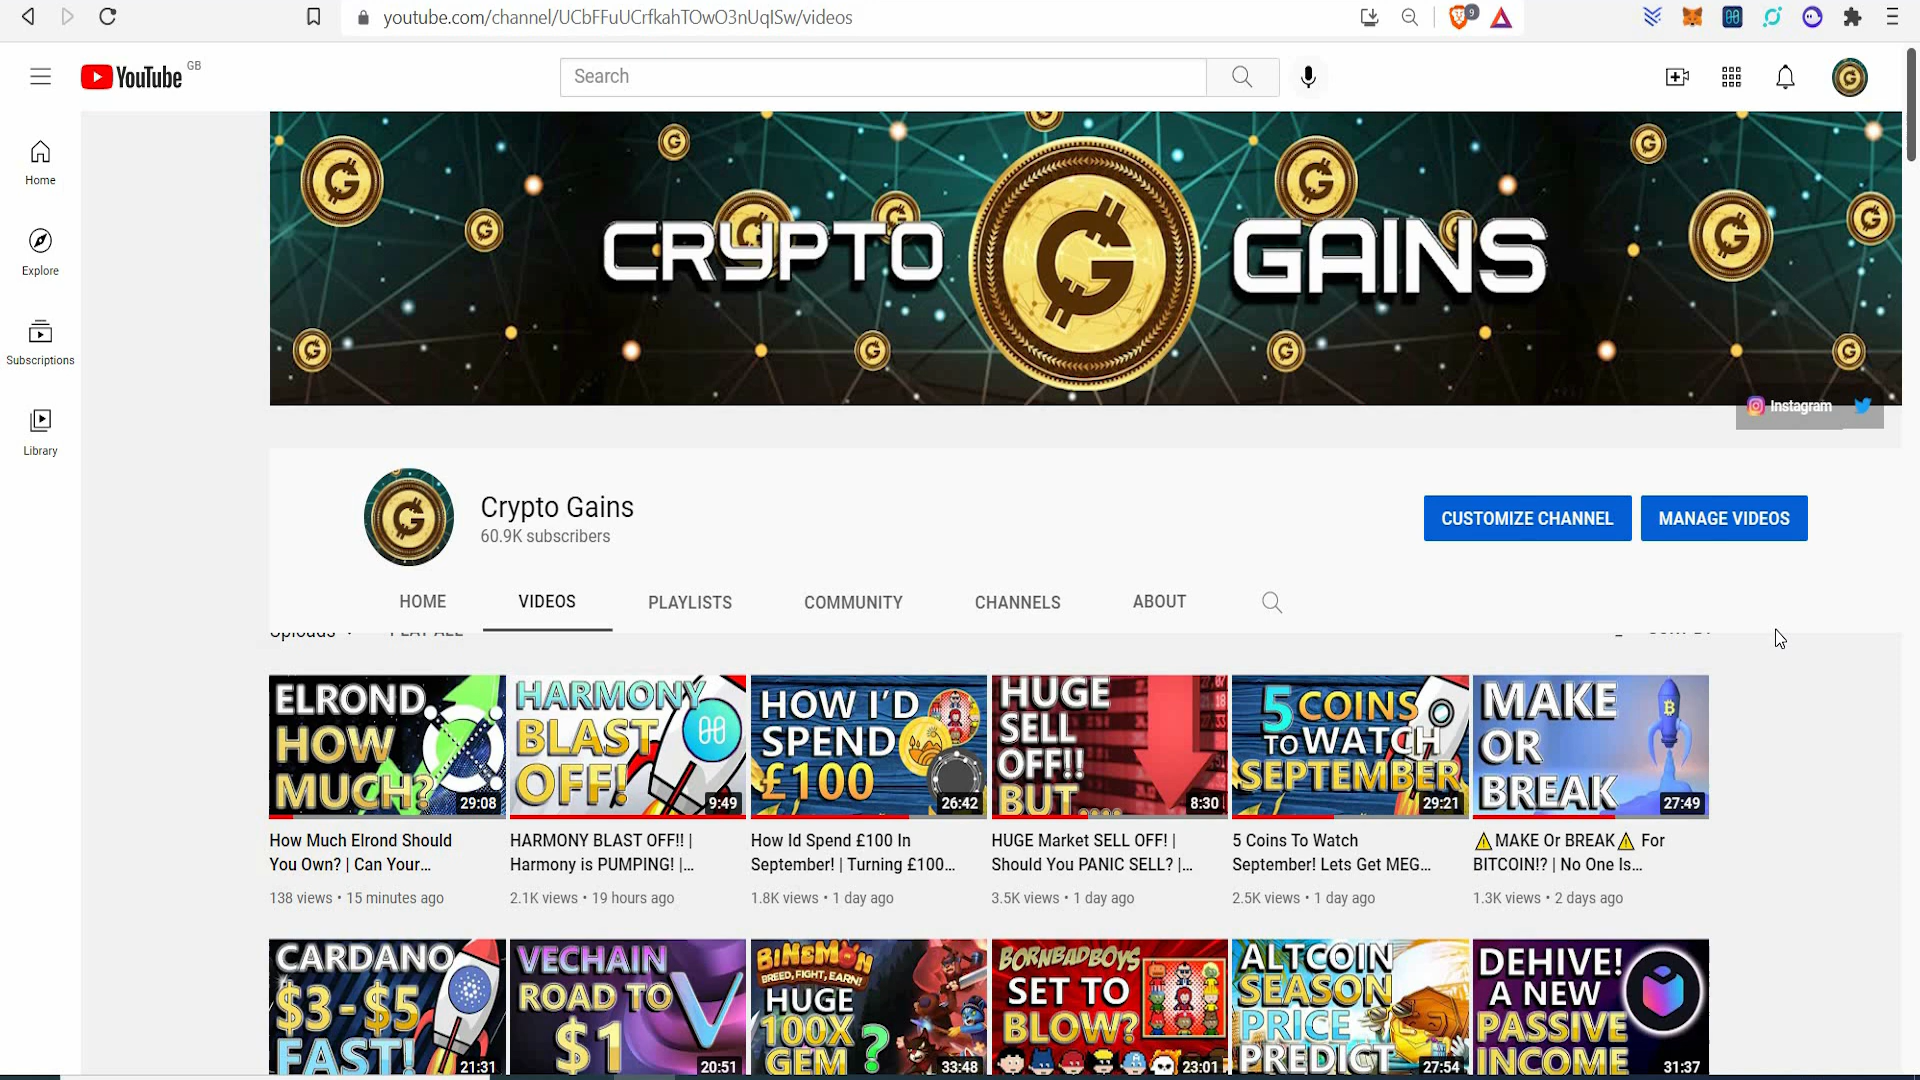 youtube.com/channel/UCbFFuUCrfkahTOwO3nUqISw/videos
9
YouTube GB
Search
Home
Explore
Subscriptions
Library
CRYPTO GAINS
Instagram
Crypto Gains
60.9K subscribers
CUSTOMIZE CHANNEL
MANAGE VIDEOS
HOME VIDEOS PLAYLISTS COMMUNITY CHANNELS ABOUT
Uploads PLAY ALL SORT BY
ELROND
HOW
MUCH?
29:08
HARMONY
BLAST
OFF!
9:49
HOW I'D
SPEND
£100
26:42
HUGE
SELL
OFF!!
BUT....
8:30
5 COINS
TO WATCH
SEPTEMBER
29:21
MAKE
OR
BREAK
27:49
How Much Elrond Should
You Own? | Can Your...
138 views • 15 minutes ago
HARMONY BLAST OFF!! |
Harmony is PUMPING! |...
2.1K views • 19 hours ago
How Id Spend £100 In
September! | Turning £100...
1.8K views • 1 day ago
HUGE Market SELL OFF! |
Should You PANIC SELL? |...
3.5K views • 1 day ago
5 Coins To Watch
September! Lets Get MEG...
2.5K views • 1 day ago
⚠MAKE Or BREAK⚠ For
BITCOIN!? | No One Is...
1.3K views • 2 days ago
CARDANO
$3-$5
FAST!
21:31
VECHAIN
ROAD TO
$1
20:51
BINEMON
BREED, FIGHT, EARN!
HUGE
100X
GEM ?
33:48
BORNBADBOYS
SET TO
BLOW?
23:01
ALTCOIN
SEASON
PRICE
PREDICT
27:54
DEHIVE!
A NEW
PASSIVE
INCOME
31:37